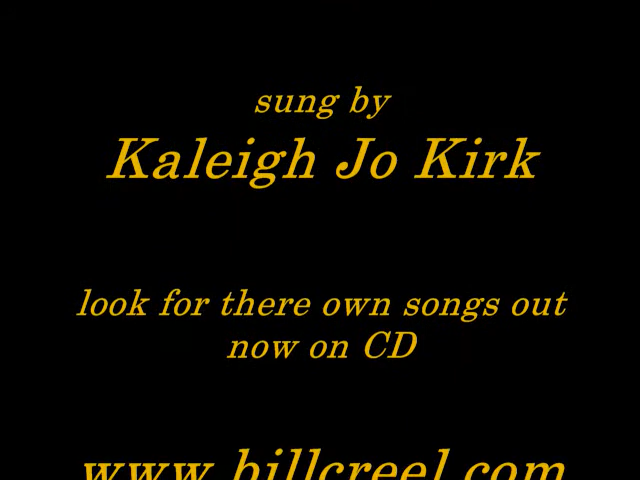 sung by
Kaleigh Jo Kirk
look for there own songs out
now on CD
www.billcreel.com